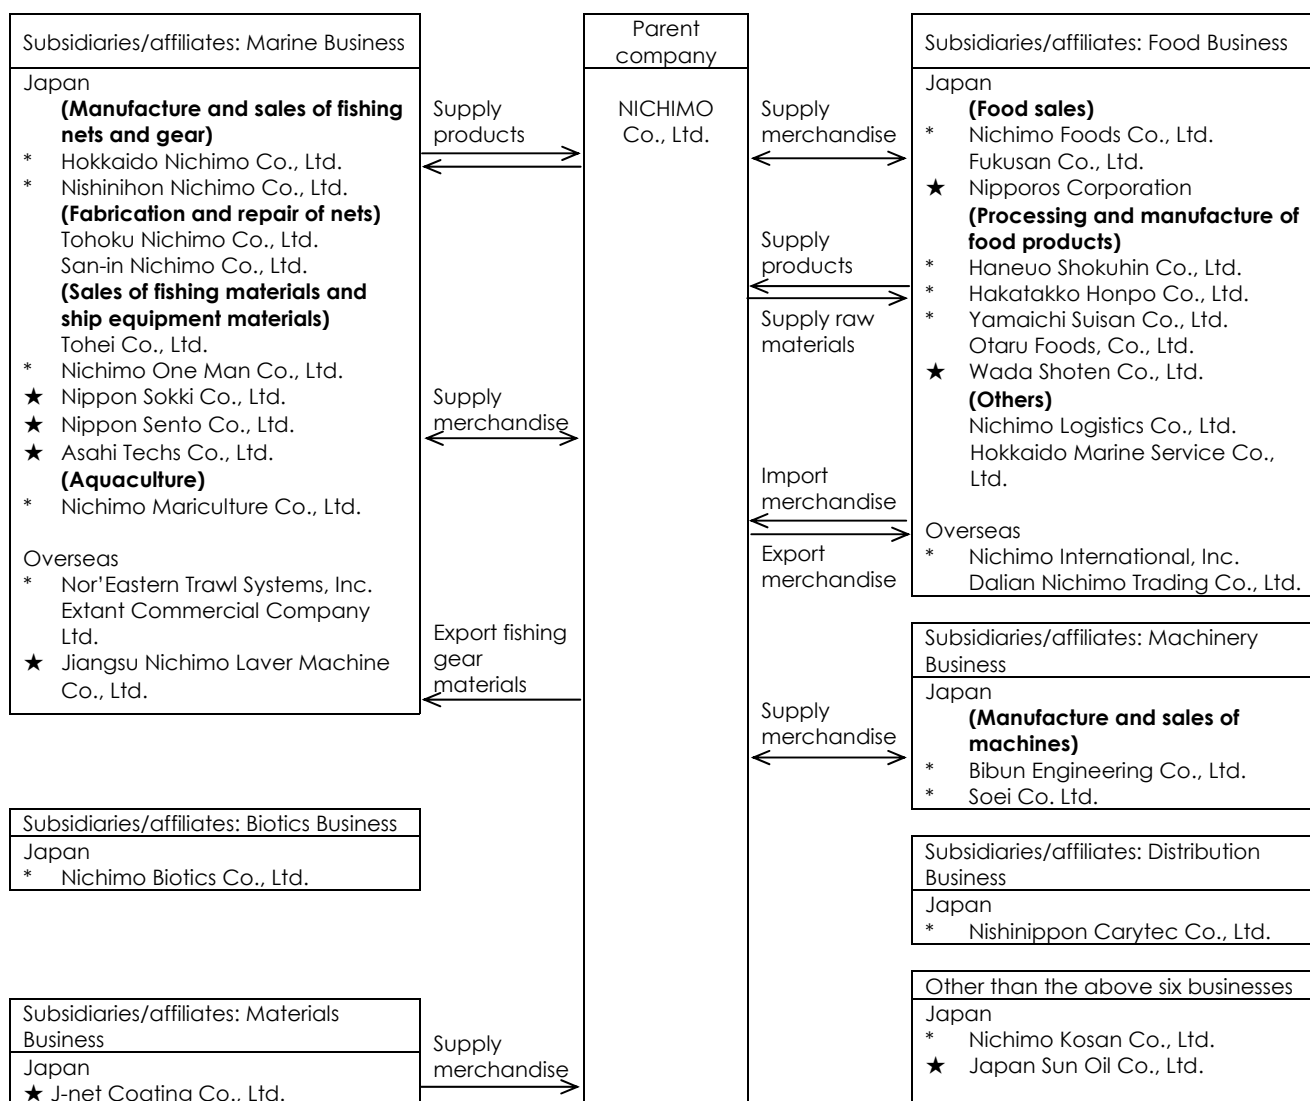 Subsidiaries/affiliates: Marine Business
Japan
(Manufacture and sales of fishing
nets and gear)
* Hokkaido Nichimo Co., Ltd.
* Nishinihon Nichimo Co., Ltd.
(Fabrication and repair of nets)
Tohoku Nichimo Co., Ltd.
San-in Nichimo Co., Ltd.
(Sales of fishing materials and
ship equipment materials)
Tohei Co., Ltd.
* Nichimo One Man Co., Ltd.
★ Nippon Sokki Co., Ltd.
★ Nippon Sento Co., Ltd.
★ Asahi Techs Co., Ltd.
(Aquaculture)
* Nichimo Mariculture Co., Ltd.
Overseas
* Nor’Eastern Trawl Systems, Inc.
Extant Commercial Company
Ltd.
★ Jiangsu Nichimo Laver Machine
Co., Ltd.
Subsidiaries/affiliates: Biotics Business
Japan
* Nichimo Biotics Co., Ltd.
Subsidiaries/affiliates: Materials
Business
Japan
★ J-net Coating Co., Ltd.
Supply
products
Supply
merchandise
Export fishing
gear
materials
Supply
merchandise
Parent
company
NICHIMO
Co., Ltd.
Supply
merchandise
Supply
products
Supply raw
materials
Import
merchandise
Export
merchandise
Supply
merchandise
Subsidiaries/affiliates: Food Business
Japan
(Food sales)
* Nichimo Foods Co., Ltd.
Fukusan Co., Ltd.
★ Nipporos Corporation
(Processing and manufacture of
food products)
* Haneuo Shokuhin Co., Ltd.
* Hakatakko Honpo Co., Ltd.
* Yamaichi Suisan Co., Ltd.
Otaru Foods, Co., Ltd.
★ Wada Shoten Co., Ltd.
(Others)
Nichimo Logistics Co., Ltd.
Hokkaido Marine Service Co.,
Ltd.
Overseas
* Nichimo International, Inc.
Dalian Nichimo Trading Co., Ltd.
Subsidiaries/affiliates: Machinery
Business
Japan
(Manufacture and sales of
machines)
* Bibun Engineering Co., Ltd.
* Soei Co. Ltd.
Subsidiaries/affiliates: Distribution
Business
Japan
* Nishinippon Carytec Co., Ltd.
Other than the above six businesses
Japan
* Nichimo Kosan Co., Ltd.
★ Japan Sun Oil Co., Ltd.